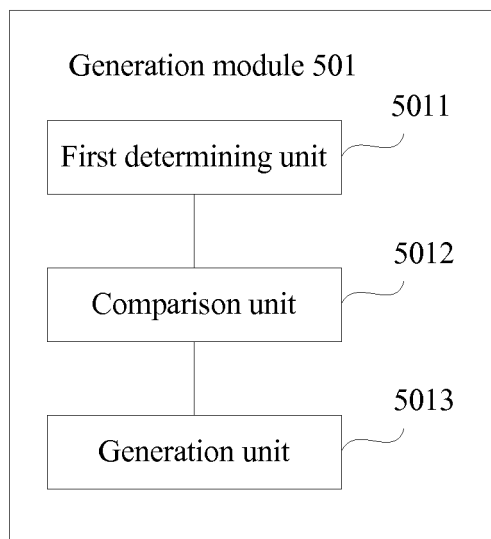 Generation module 501
5011
First determining unit
5012
Comparison unit
5013
Generation unit